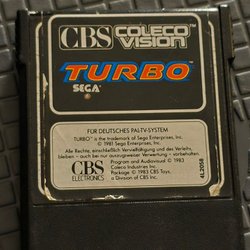 CBS COLECO VISION
TURBO
SEGA
FÜR DEUTSCHES PAL-TV-SYSTEM
TURBO™ is a trademark of Sega Enterprises, Inc.
© 1981 Sega Enterprises, Inc.
Alle Rechte, einschließlich Vervielfältigung und des Verleihs,
bleiben – auch bei nur auszugsweiser Verwertung – vorbehalten.
CBS ELECTRONICS
Program and Audiovisual © 1983
Coleco Industries Inc.
Package © 1983 CBS Toys,
a Division of CBS Inc.
4L2058